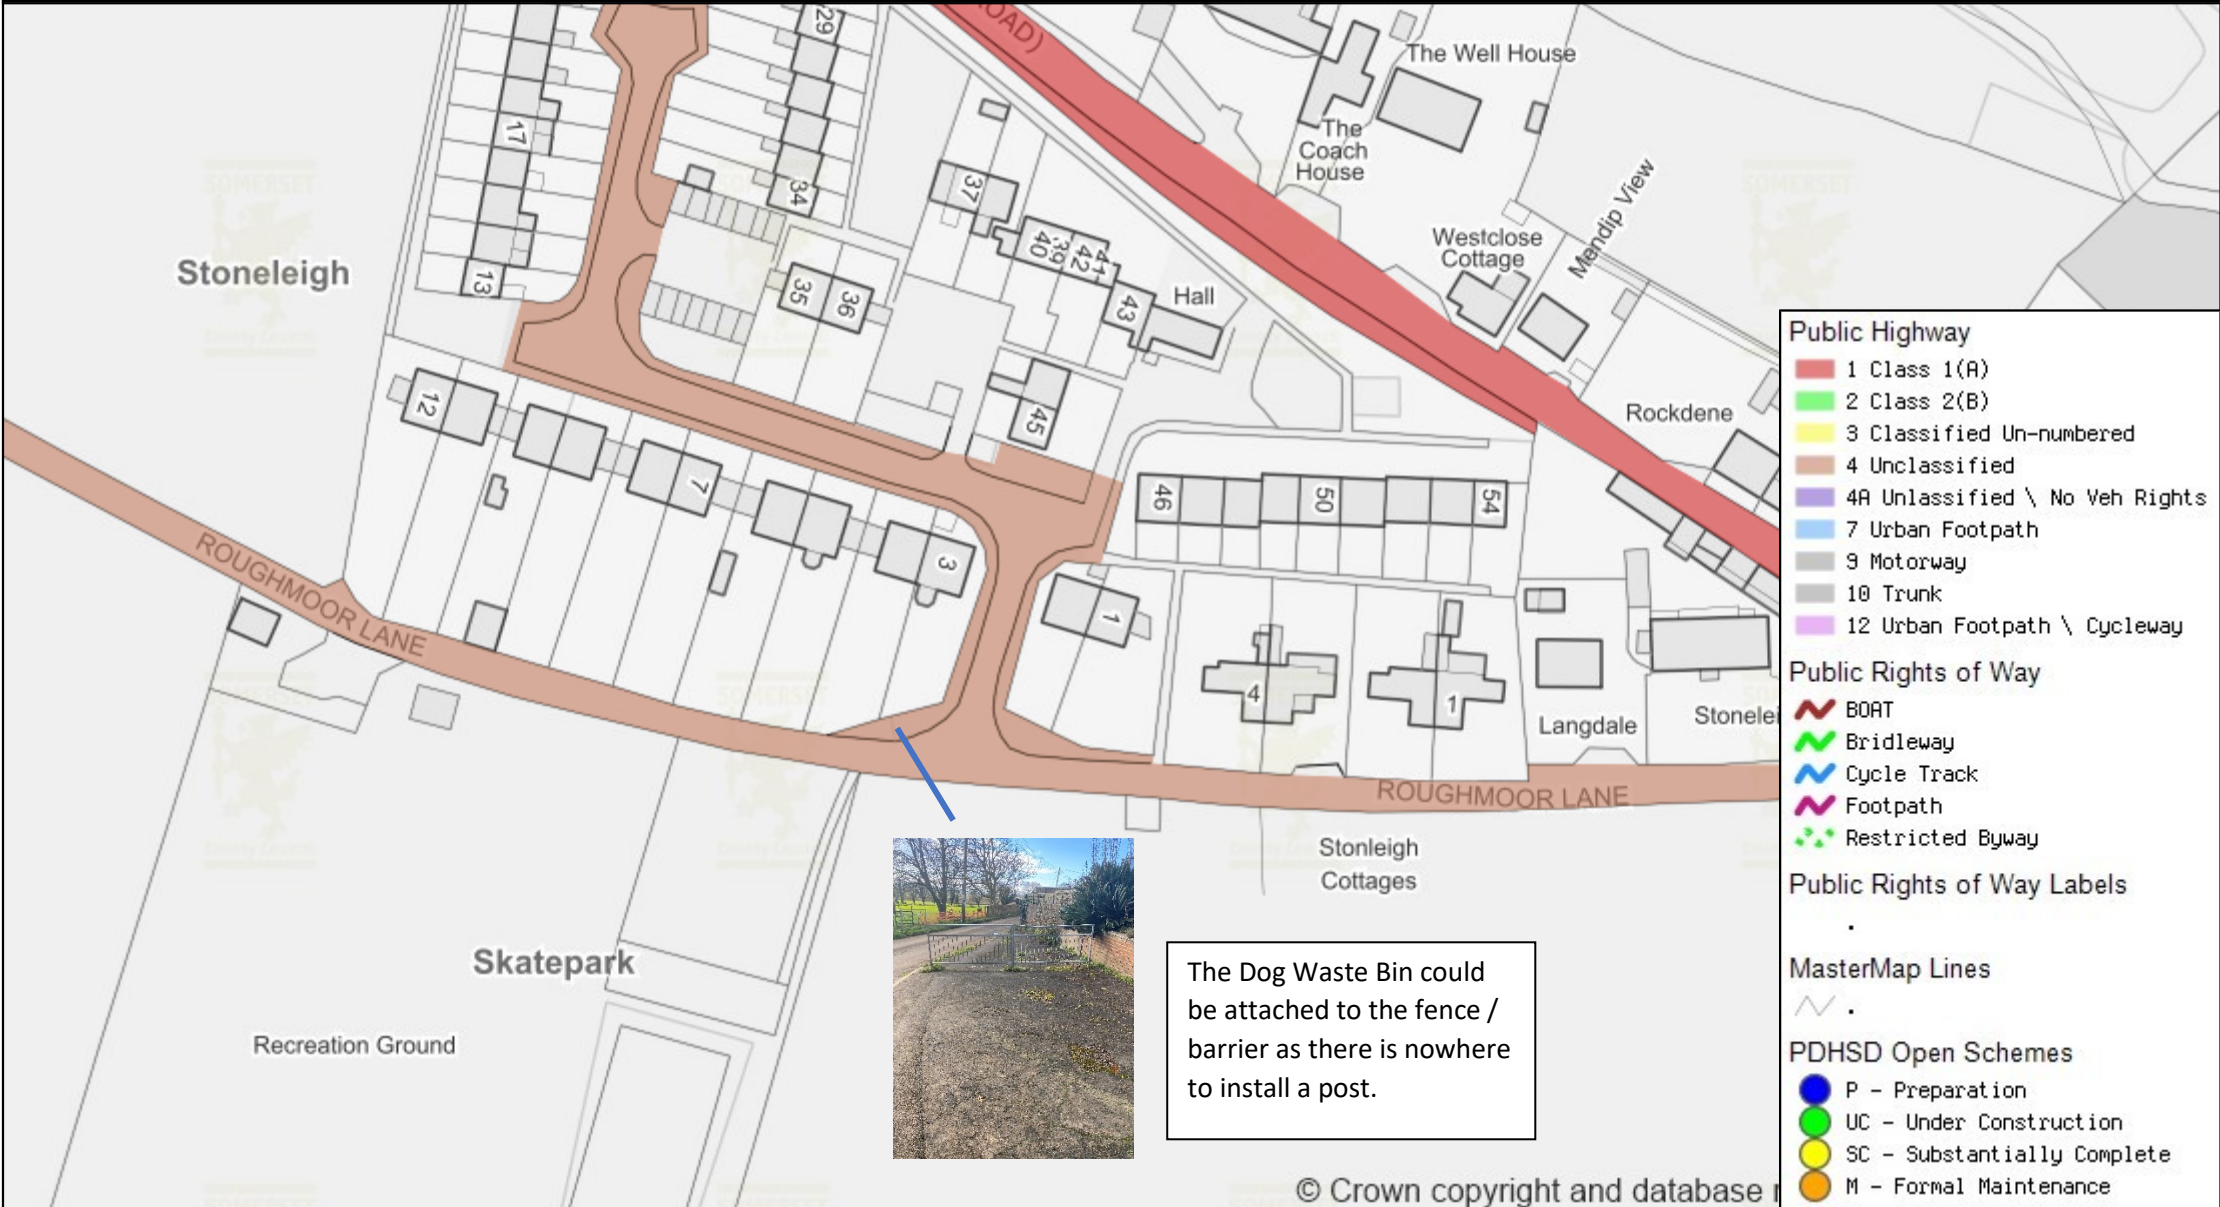 ROAD)
29
The Well House
The
Coach
House
17
34
37
Mendip View
Westclose
Cottage
Stoneleigh
13
35
36
40
39
42
41
43
Hall
12
45
Rockdene
7
46
50
54
3
1
ROUGHMOOR LANE
4
1
Langdale
Stonelei
ROUGHMOOR LANE
Stonleigh
Cottages
Skatepark
Recreation Ground
The Dog Waste Bin could
be attached to the fence /
barrier as there is nowhere
to install a post.
© Crown copyright and database r
Public Highway
1 Class 1(A)
2 Class 2(B)
3 Classified Un-numbered
4 Unclassified
4A Unlassified \ No Veh Rights
7 Urban Footpath
9 Motorway
10 Trunk
12 Urban Footpath \ Cycleway
Public Rights of Way
BOAT
Bridleway
Cycle Track
Footpath
Restricted Byway
Public Rights of Way Labels
.
MasterMap Lines
.
PDHSD Open Schemes
P - Preparation
UC - Under Construction
SC - Substantially Complete
M - Formal Maintenance
SOMERSET
County Council